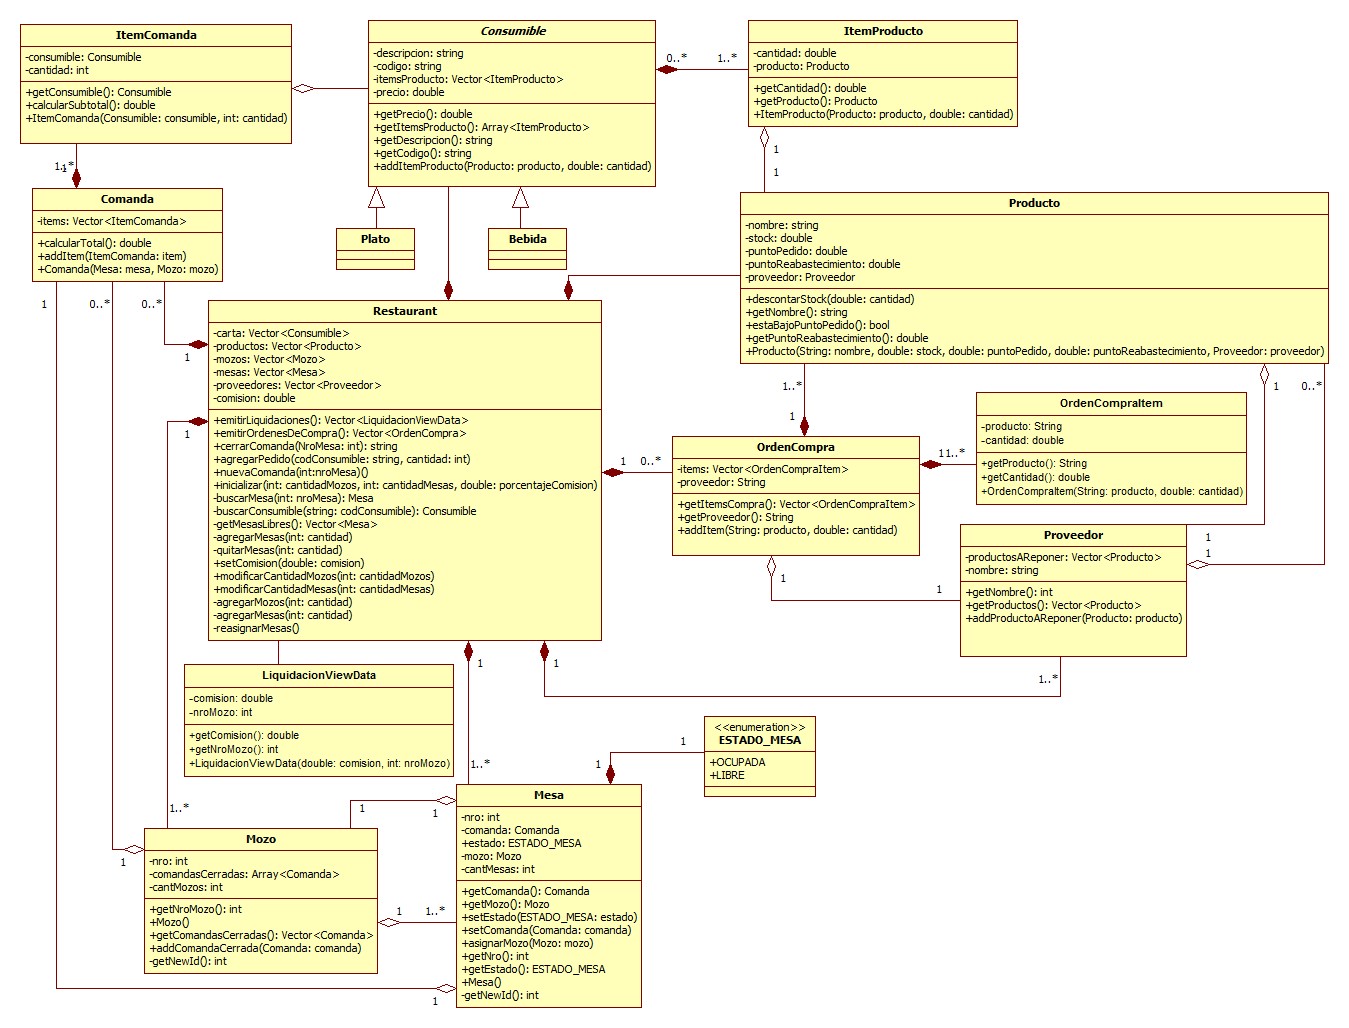 ItemComanda
-consumible: Consumible
-cantidad: int
+getConsumible(): Consumible
+calcularSubtotal(): double
+ItemComanda(Consumible: consumible, int: cantidad)
Consumible
-descripcion: string
-codigo: string
-itemsProducto: Vector<ItemProducto>
-precio: double
+getPrecio(): double
+getItemsProducto(): Array<ItemProducto>
+getDescripcion(): string
+getCodigo(): string
+addItemProducto(Producto: producto, double: cantidad)
0..*
1..*
ItemProducto
-cantidad: double
-producto: Producto
+getCantidad(): double
+getProducto(): Producto
+ItemProducto(Producto: producto, double: cantidad)
1
1
1..*
1
Comanda
-items: Vector<ItemComanda>
+calcularTotal(): double
+addItem(ItemComanda: item)
+Comanda(Mesa: mesa, Mozo: mozo)
1
0..*
0..*
Plato
Bebida
Producto
-nombre: string
-stock: double
-puntoPedido: double
-puntoReabastecimiento: double
-proveedor: Proveedor
+descontarStock(double: cantidad)
+getNombre(): string
+estaBajoPuntoPedido(): bool
+getPuntoReabastecimiento(): double
+Producto(String: nombre, double: stock, double: puntoPedido, double: puntoReabastecimiento, Proveedor: proveedor)
1..*
1
0..*
1
1
Restaurant
-carta: Vector<Consumible>
-productos: Vector<Producto>
-mozos: Vector<Mozo>
-mesas: Vector<Mesa>
-proveedores: Vector<Proveedor>
-comision: double
+emitirLiquidaciones(): Vector<LiquidacionViewData>
+emitirOrdenesDeCompra(): Vector<OrdenCompra>
+cerrarComanda(NroMesa: int): string
+agregarPedido(codConsumible: string, cantidad: int)
+nuevaComanda(int:nroMesa)()
+inicializar(int: cantidadMozos, int: cantidadMesas, double: porcentajeComision)
-buscarMesa(int: nroMesa): Mesa
-buscarConsumible(string: codConsumible): Consumible
-getMesasLibres(): Vector<Mesa>
-agregarMesas(int: cantidad)
-quitarMesas(int: cantidad)
+setComision(double: comision)
+modificarCantidadMozos(int: cantidadMozos)
+modificarCantidadMesas(int: cantidadMesas)
-agregarMozos(int: cantidad)
-agregarMesas(int: cantidad)
-reasignarMesas()
1
0..*
1
OrdenCompra
-items: Vector<OrdenCompraItem>
-proveedor: String
+getItemsCompra(): Vector<OrdenCompraItem>
+getProveedor(): String
+addItem(String: producto, double: cantidad)
1
1..*
OrdenCompraItem
-producto: String
-cantidad: double
+getProducto(): String
+getCantidad(): double
+OrdenCompraItem(String: producto, double: cantidad)
1
1
1
1
Proveedor
-productosAReponer: Vector<Producto>
-nombre: string
+getNombre(): int
+getProductos(): Vector<Producto>
+addProductoAReponer(Producto: producto)
1
1
1..*
LiquidacionViewData
-comision: double
-nroMozo: int
+getComision(): double
+getNroMozo(): int
+LiquidacionViewData(double: comision, int: nroMozo)
1..*
1..*
1
1
<<enumeration>>
ESTADO_MESA
+OCUPADA
+LIBRE
1
1
Mesa
-nro: int
-comanda: Comanda
+estado: ESTADO_MESA
-mozo: Mozo
-cantMesas: int
+getComanda(): Comanda
+getMozo(): Mozo
+setEstado(ESTADO_MESA: estado)
+setComanda(Comanda: comanda)
+asignarMozo(Mozo: mozo)
+getNro(): int
+getEstado(): ESTADO_MESA
+Mesa()
-getNewId(): int
1
Mozo
-nro: int
-comandasCerradas: Array<Comanda>
-cantMozos: int
+getNroMozo(): int
+Mozo()
+getComandasCerradas(): Vector<Comanda>
+addComandaCerrada(Comanda: comanda)
-getNewId(): int
1
1..*
1